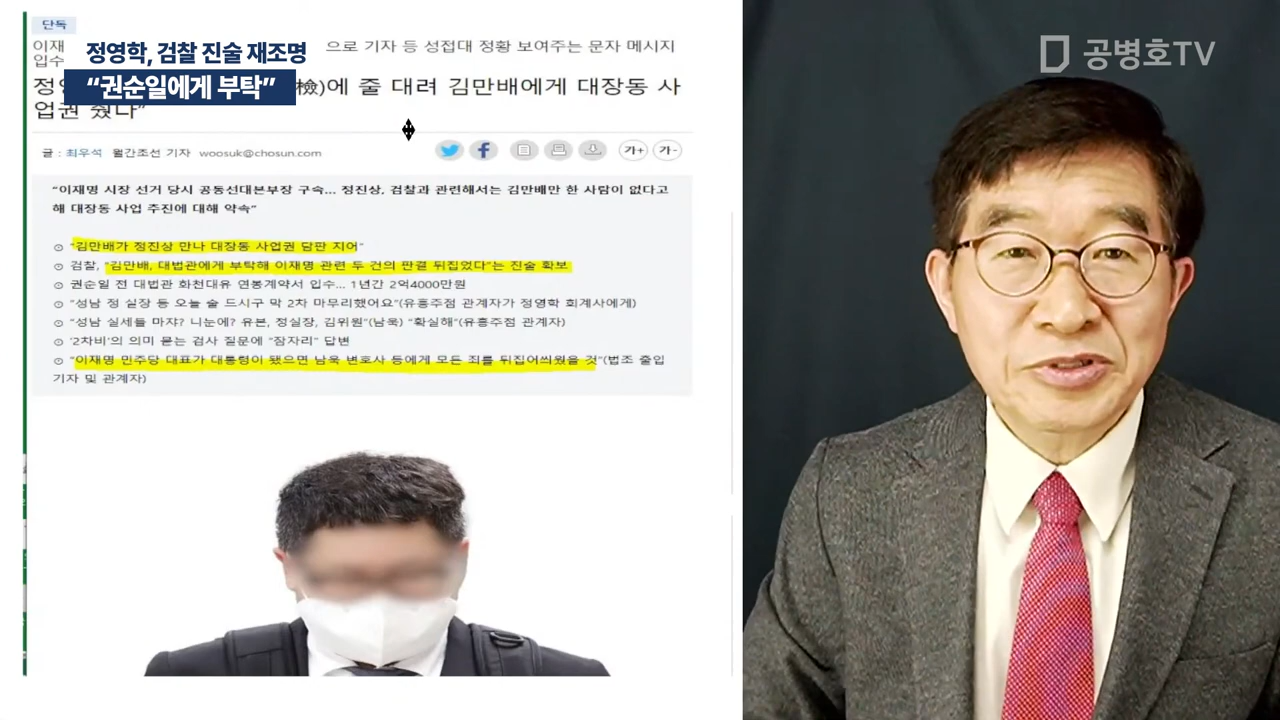 단독
이재
입수
정영학, 검찰 진술 재조명
으로 기자 등 성접대 정황 보여주는 문자 메시지
“권순일에게 부탁”
檢)에 줄 대려 김만배에게 대장동 사
업권 줬다”
글 : 최우석 월간조선 기자 woosuk@chosun.com
가+ 가-
“이재명 시장 선거 당시 공동선대본부장 구속... 정진상, 검찰과 관련해서는 김만배만 한 사람이 없다고
해 대장동 사업 추진에 대해 약속”
“김만배가 정진상 만나 대장동 사업권 담판 지어”
검찰, “김만배, 대법관에게 부탁해 이재명 관련 두 건의 판결 뒤집었다”는 진술 확보
권순일 전 대법관 화천대유 연봉계약서 입수... 1년간 2억4000만원
“성남 정 실장 등 오늘 술 드시구 막 2차 마무리했어요”(유흥주점 관계자가 정영학 회계사에게)
“성남 실세들 마쟈? 니눈에? 유본, 정실장, 김위원”(남욱) “확실해”(유흥주점 관계자)
‘2차비’의 의미 묻는 검사 질문에 “잠자리” 답변
“이재명 민주당 대표가 대통령이 됐으면 남욱 변호사 등에게 모든 죄를 뒤집어씌웠을 것”(법조 출입
기자 및 관계자)
공병호TV